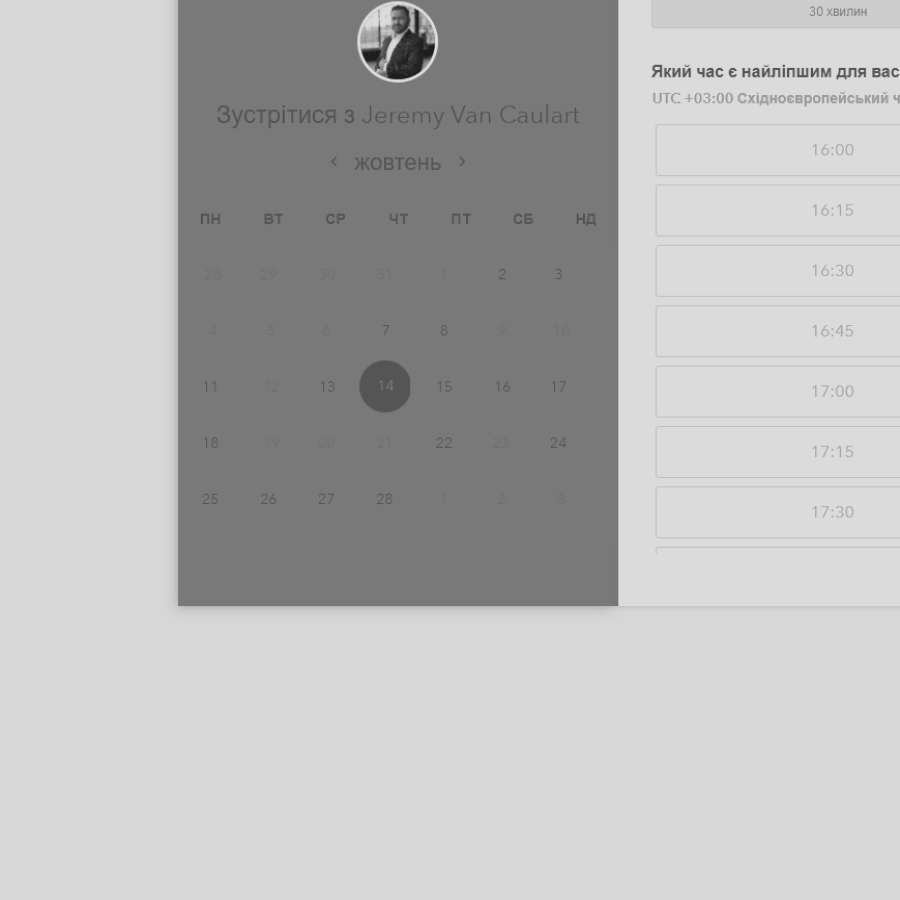 Зустрітися з Jeremy Van Caulart
‹ жовтень ›
ПН ВТ СР ЧТ ПТ СБ НД
28 29 30 31 1 2 3
4 5 6 7 8 9 10
11 12 13 14 15 16 17
18 19 20 21 22 23 24
25 26 27 28 1 2 3
30 хвилин
Який час є найліпшим для вас
UTC +03:00 Східноєвропейський ч
16:00
16:15
16:30
16:45
17:00
17:15
17:30